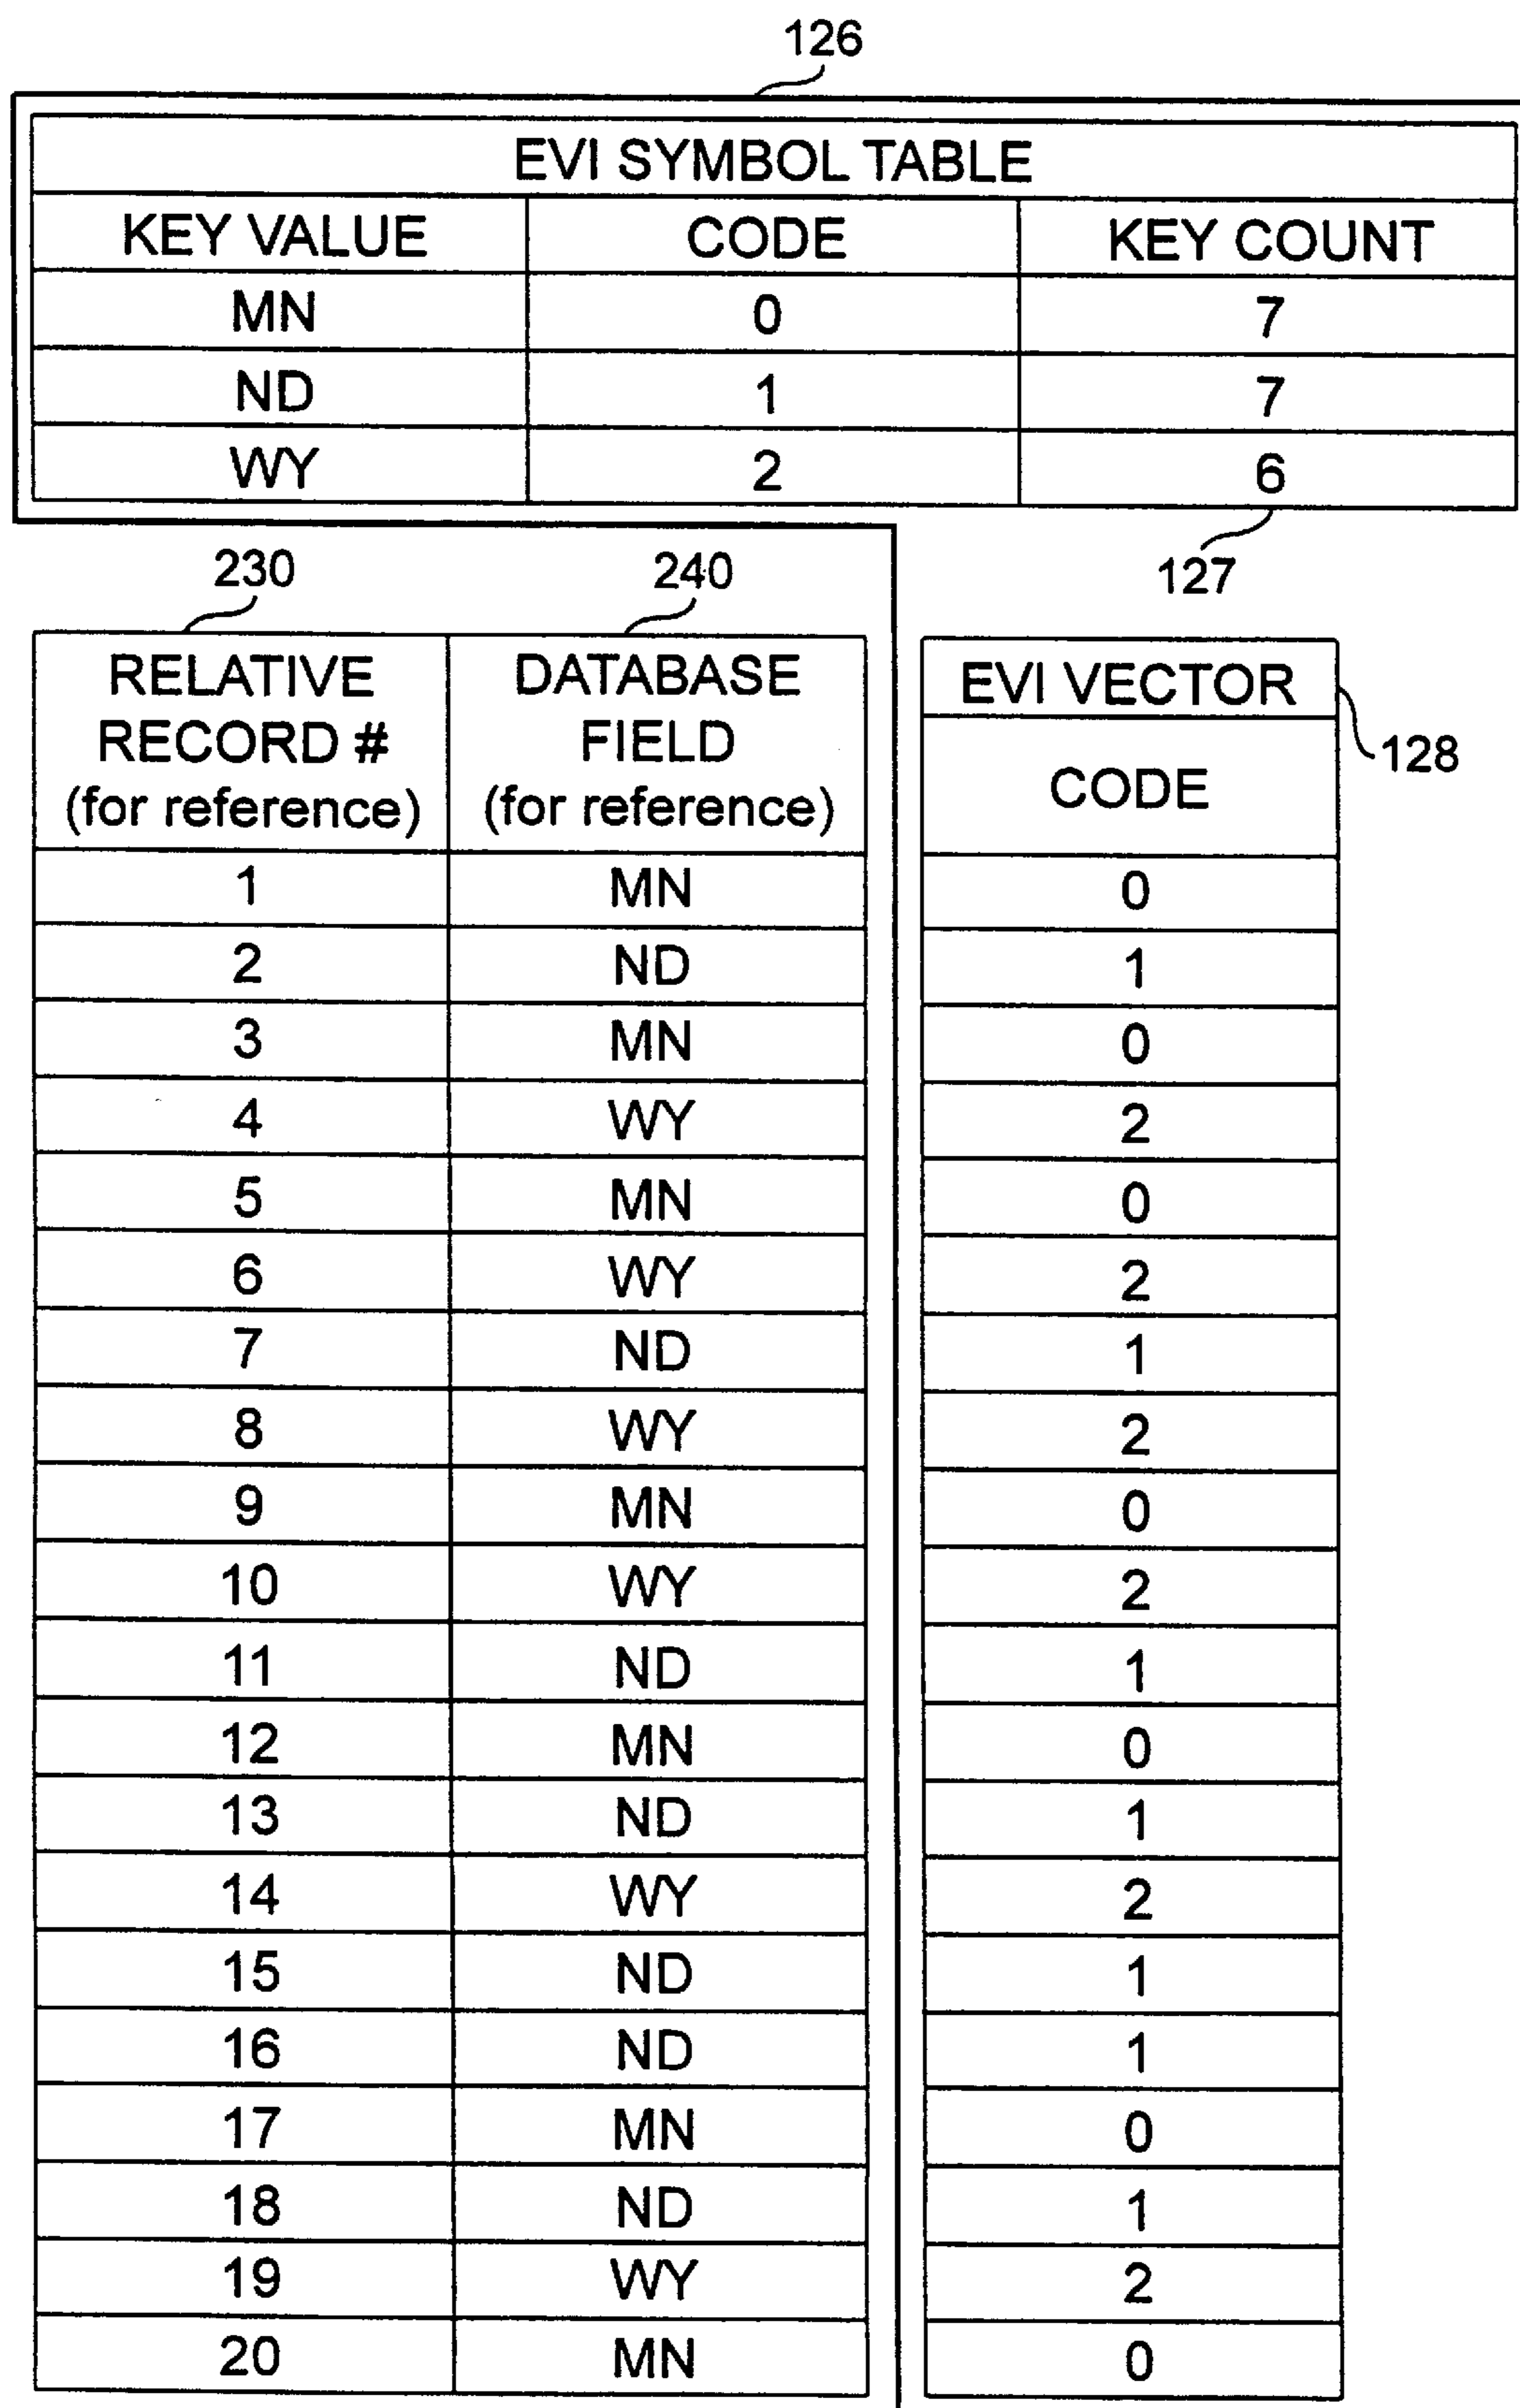 126
EVI SYMBOL TABLE
KEY VALUE CODE KEY COUNT
MN 0 7
ND 1 7
WY 2 6
230 240 127
RELATIVE RECORD # (for reference) DATABASE FIELD (for reference) EVI VECTOR CODE 128
1 MN 0
2 ND 1
3 MN 0
4 WY 2
5 MN 0
6 WY 2
7 ND 1
8 WY 2
9 MN 0
10 WY 2
11 ND 1
12 MN 0
13 ND 1
14 WY 2
15 ND 1
16 ND 1
17 MN 0
18 ND 1
19 WY 2
20 MN 0